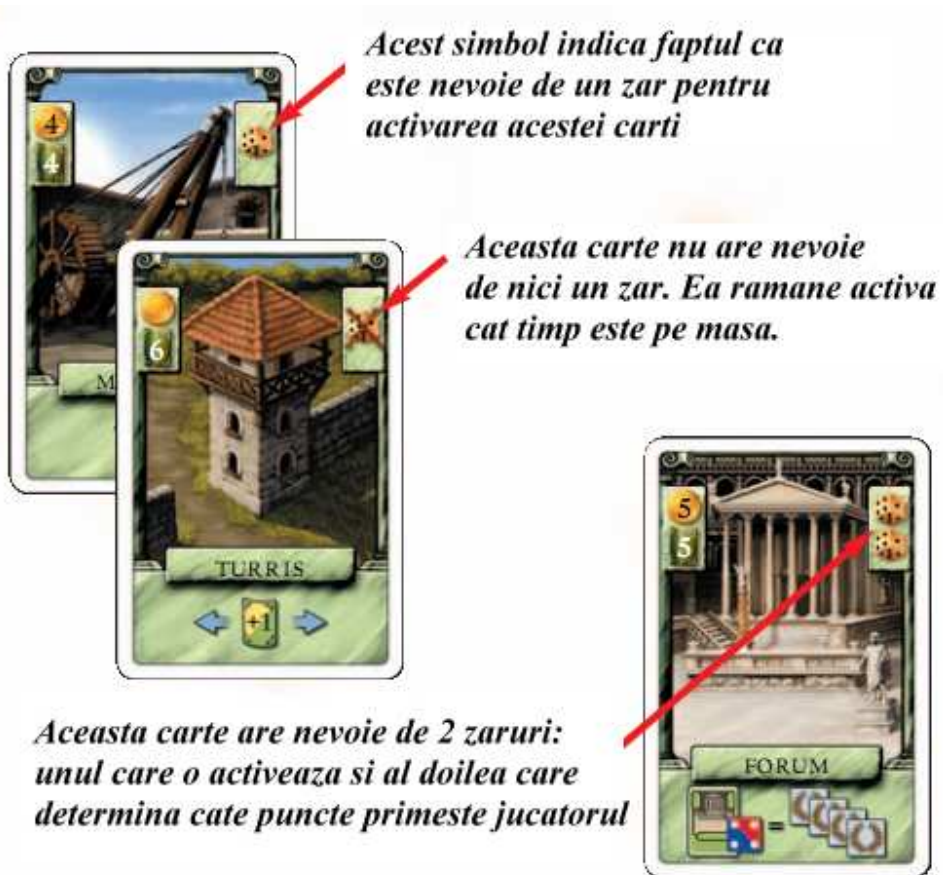 Acest simbol indica faptul ca
este nevoie de un zar pentru
activarea acestei carti
4
4
M
Aceasta carte nu are nevoie
de nici un zar. Ea ramane activa
cat timp este pe masa.
6
TURRIS
+1
5
5
Aceasta carte are nevoie de 2 zaruri:
unul care o activeaza si al doilea care
determina cate puncte primeste jucatorul
FORUM
=